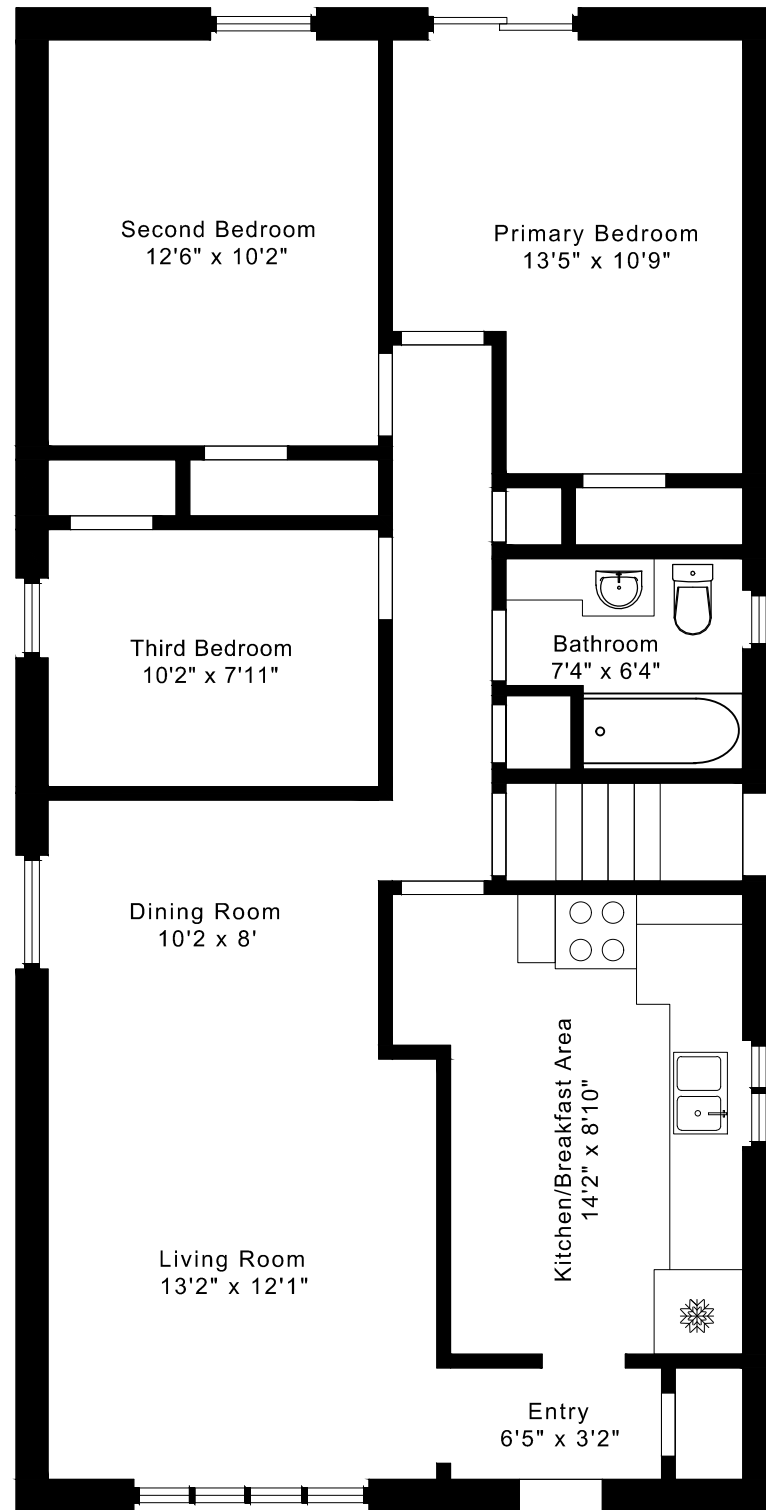 Second Bedroom
12'6" x 10'2"
Primary Bedroom
13'5" x 10'9"
Third Bedroom
10'2" x 7'11"
Bathroom
7'4" x 6'4"
Dining Room
10'2 x 8'
Kitchen/Breakfast Area
14'2" x 8'10"
Living Room
13'2" x 12'1"
Entry
6'5" x 3'2"